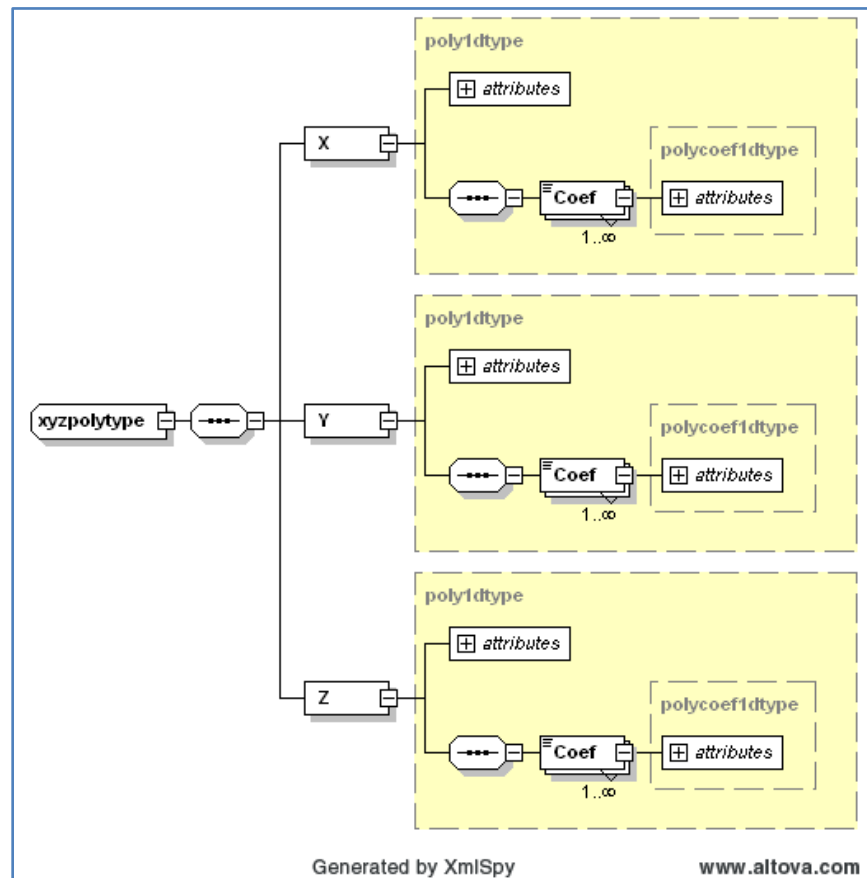 poly1dtype
attributes
X
polycoef1dtype
Coef
attributes
1..∞
poly1dtype
attributes
xyzpolytype
Y
polycoef1dtype
Coef
attributes
1..∞
poly1dtype
attributes
Z
polycoef1dtype
Coef
attributes
1..∞
Generated by XmlSpy www.altova.com